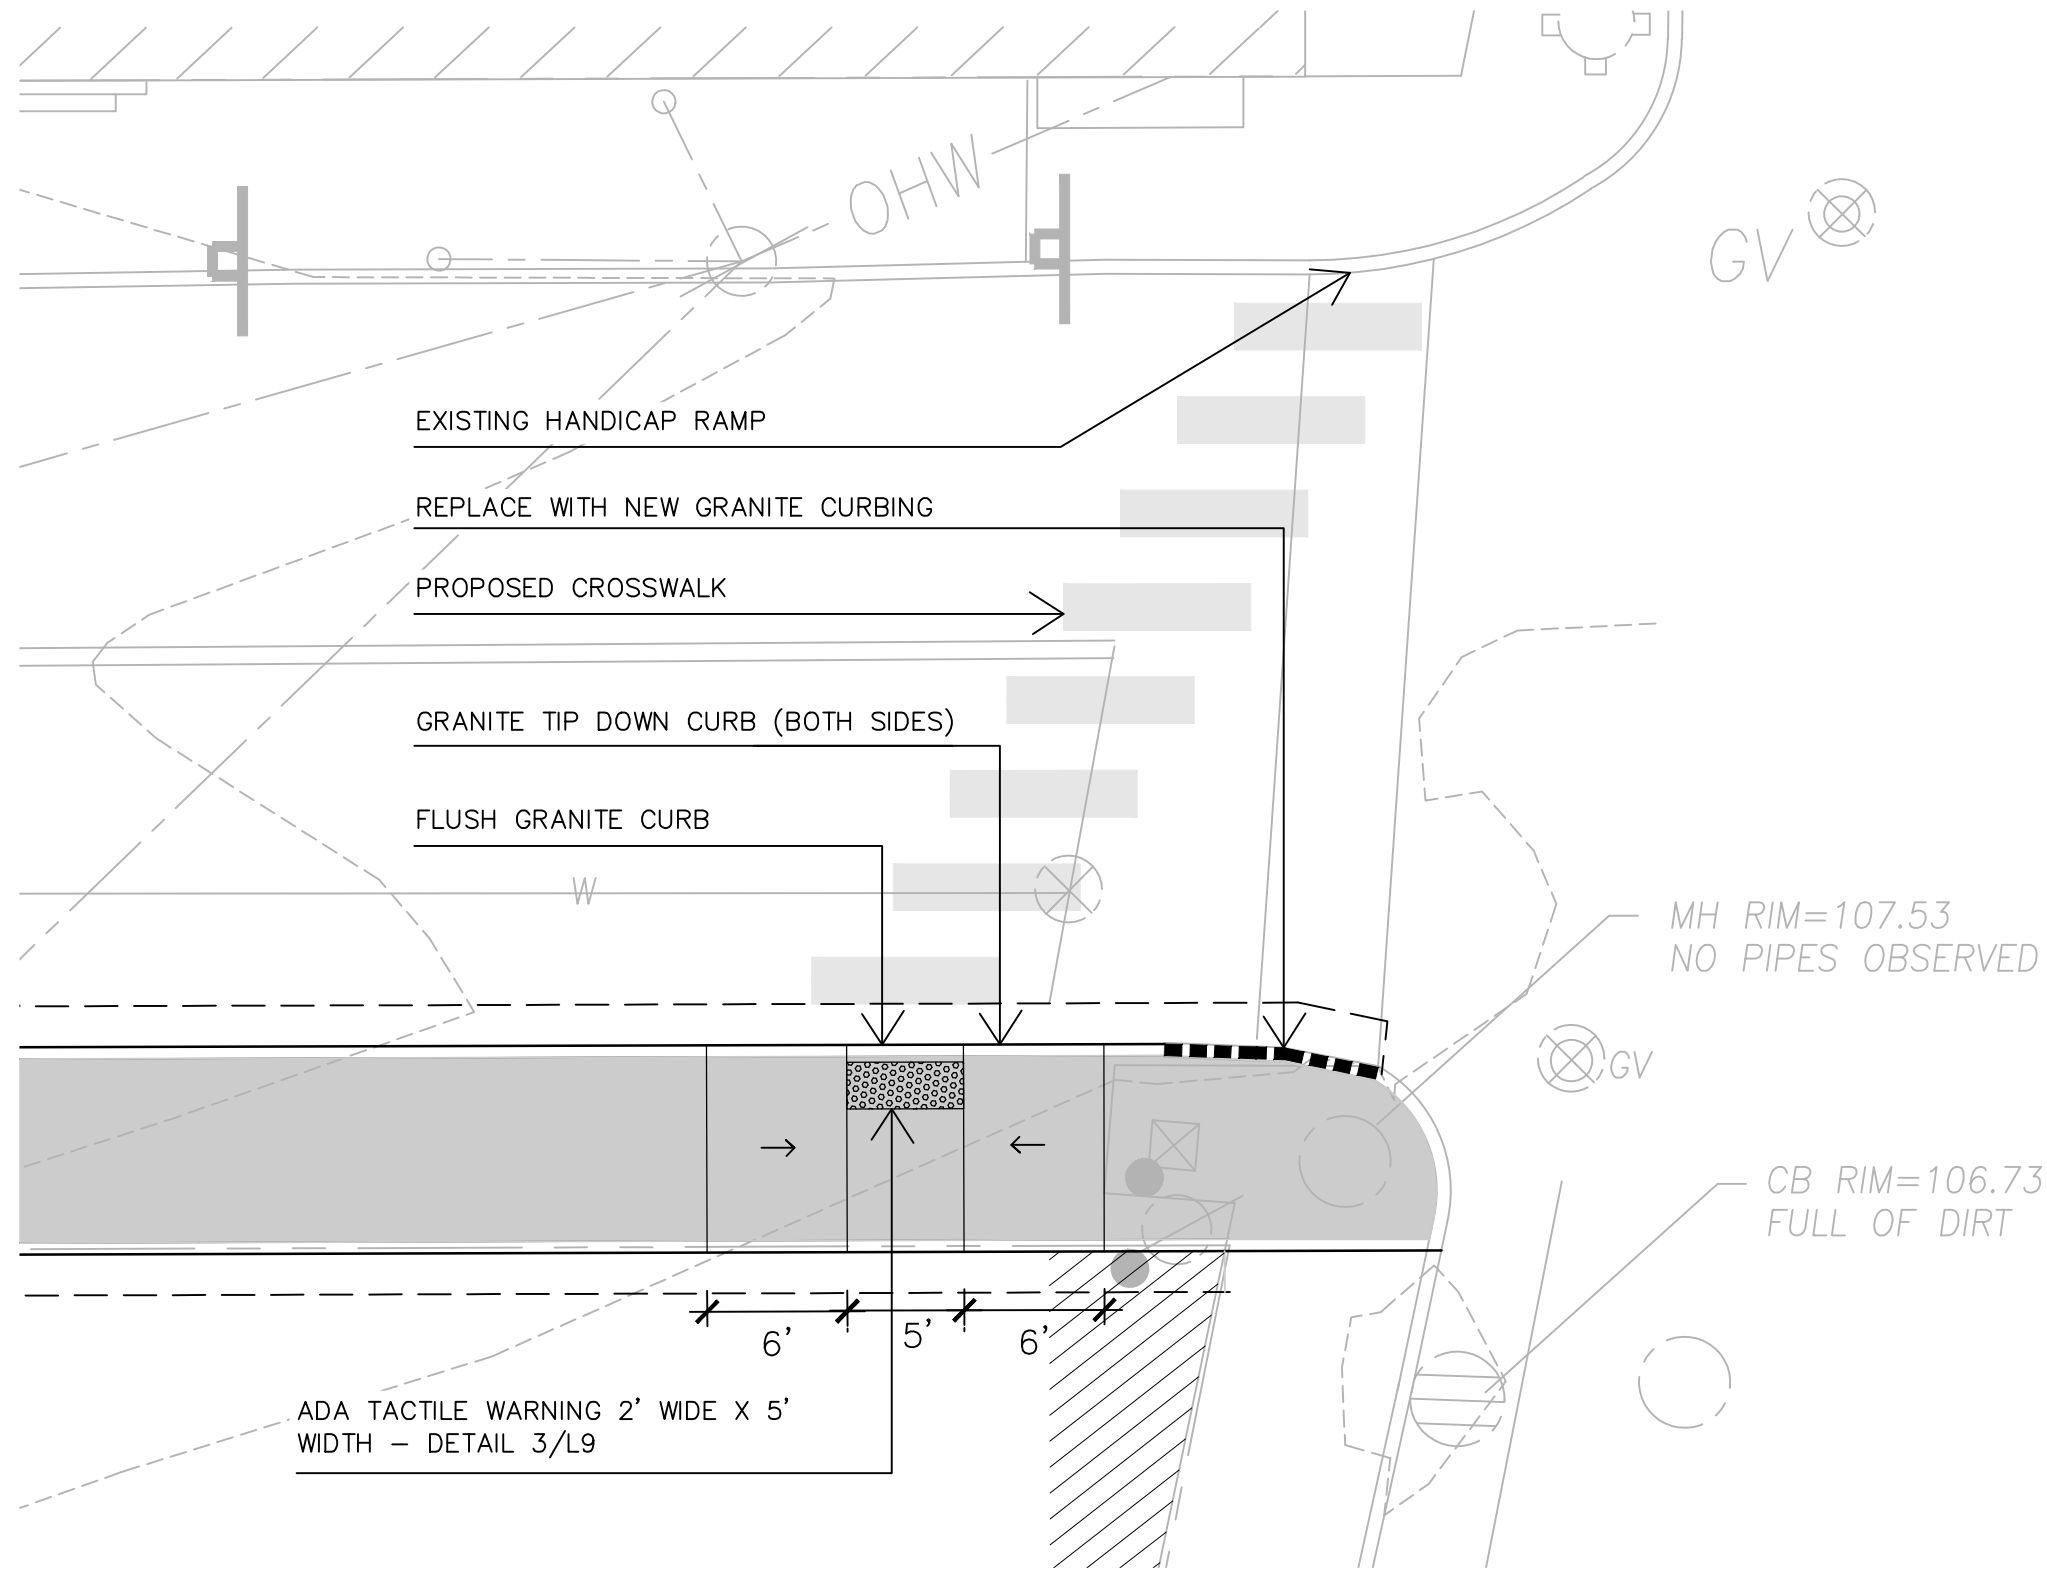 OHW
GV
EXISTING HANDICAP RAMP
REPLACE WITH NEW GRANITE CURBING
PROPOSED CROSSWALK
GRANITE TIP DOWN CURB (BOTH SIDES)
FLUSH GRANITE CURB
W
MH RIM=107.53
NO PIPES OBSERVED
GV
CB RIM=106.73
FULL OF DIRT
6' 5' 6'
ADA TACTILE WARNING 2' WIDE X 5'
WIDTH – DETAIL 3/L9